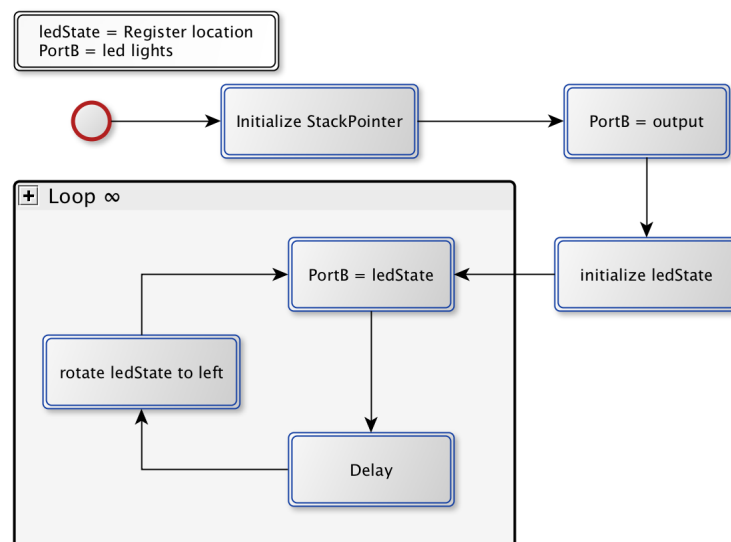 ledState = Register location
PortB = led lights
Initialize StackPointer
PortB = output
Loop ∞
PortB = ledState
initialize ledState
rotate ledState to left
Delay